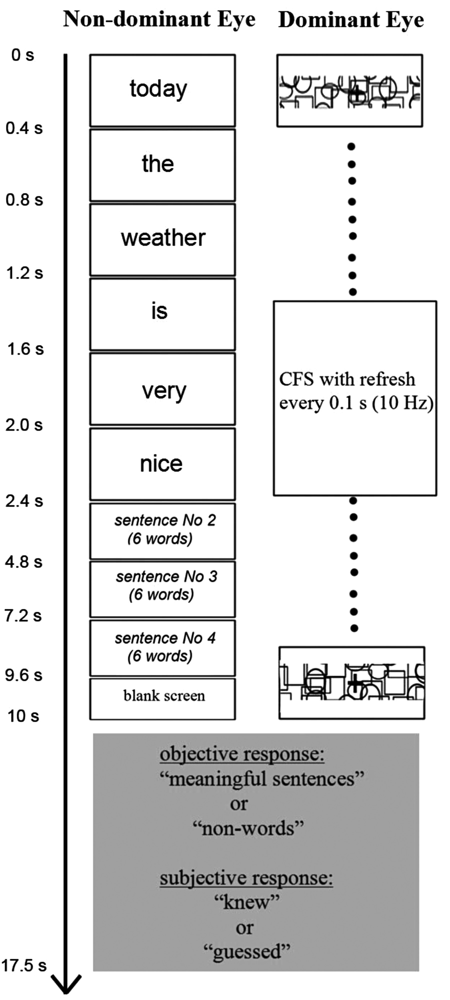 Non-dominant Eye
Dominant Eye
0 s
today
0.4 s
the
0.8 s
weather
1.2 s
is
1.6 s
very
2.0 s
nice
2.4 s
CFS with refresh
every 0.1 s (10 Hz)
sentence No 2
(6 words)
4.8 s
sentence No 3
(6 words)
7.2 s
sentence No 4
(6 words)
9.6 s
blank screen
10 s
objective response:
“meaningful sentences”
or
“non-words”
subjective response:
“knew”
or
“guessed”
17.5 s